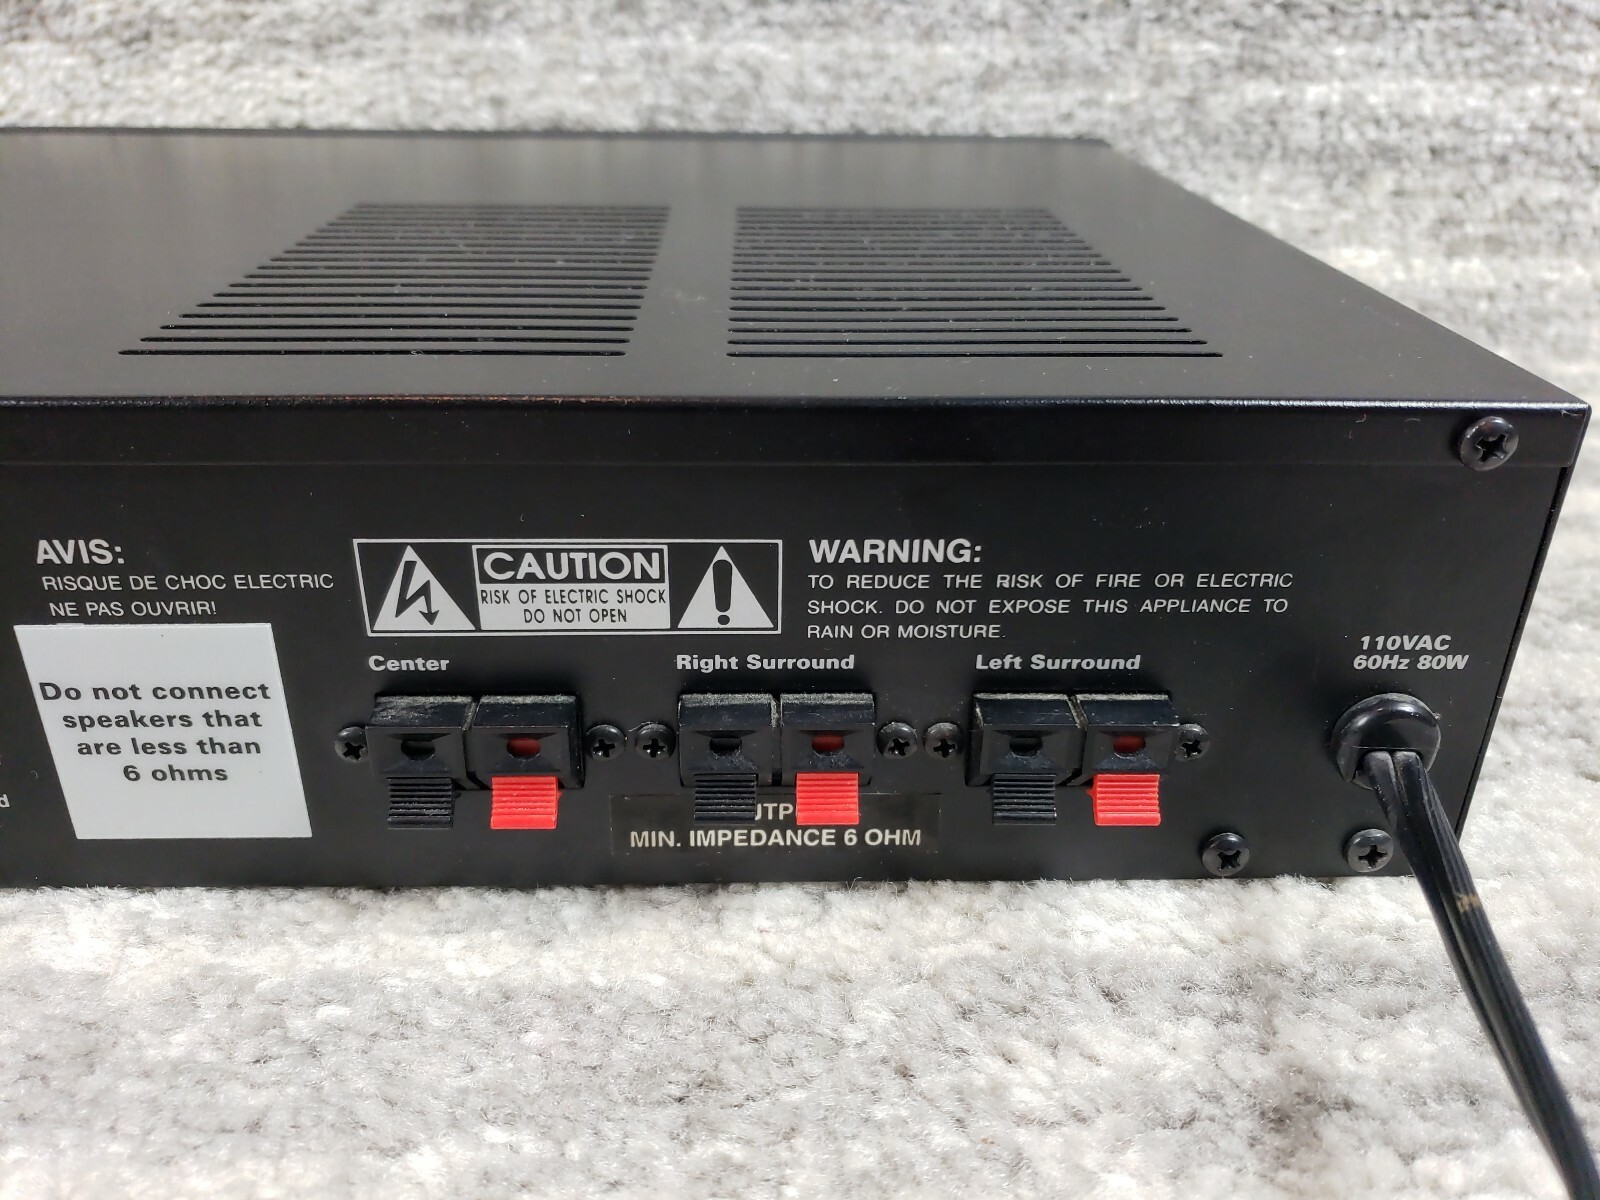 AVIS:
RISQUE DE CHOC ELECTRIC
NE PAS OUVRIR!
CAUTION
RISK OF ELECTRIC SHOCK
DO NOT OPEN
WARNING:
TO REDUCE THE RISK OF FIRE OR ELECTRIC
SHOCK. DO NOT EXPOSE THIS APPLIANCE TO
RAIN OR MOISTURE.
Do not connect
speakers that
are less than
6 ohms
Center
Right Surround
Left Surround
110VAC
60Hz 80W
MIN. IMPEDANCE 6 OHM